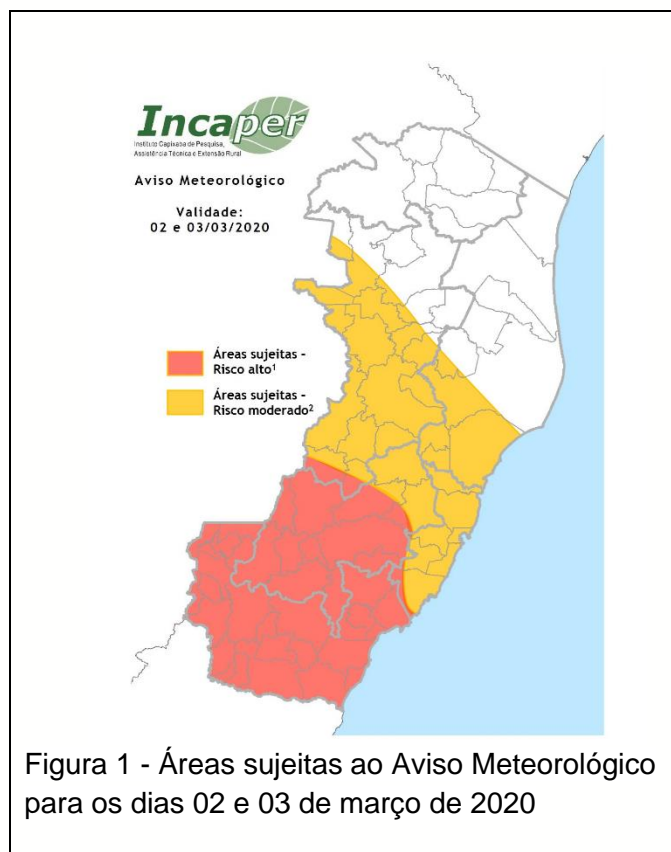 Incaper
Instituto Capixaba de Pesquisa,
Assistência Técnica e Extensão Rural
Aviso Meteorológico
Validade:
02 e 03/03/2020
Áreas sujeitas -
Risco alto¹
Áreas sujeitas -
Risco moderado²
Figura 1 - Áreas sujeitas ao Aviso Meteorológico
para os dias 02 e 03 de março de 2020